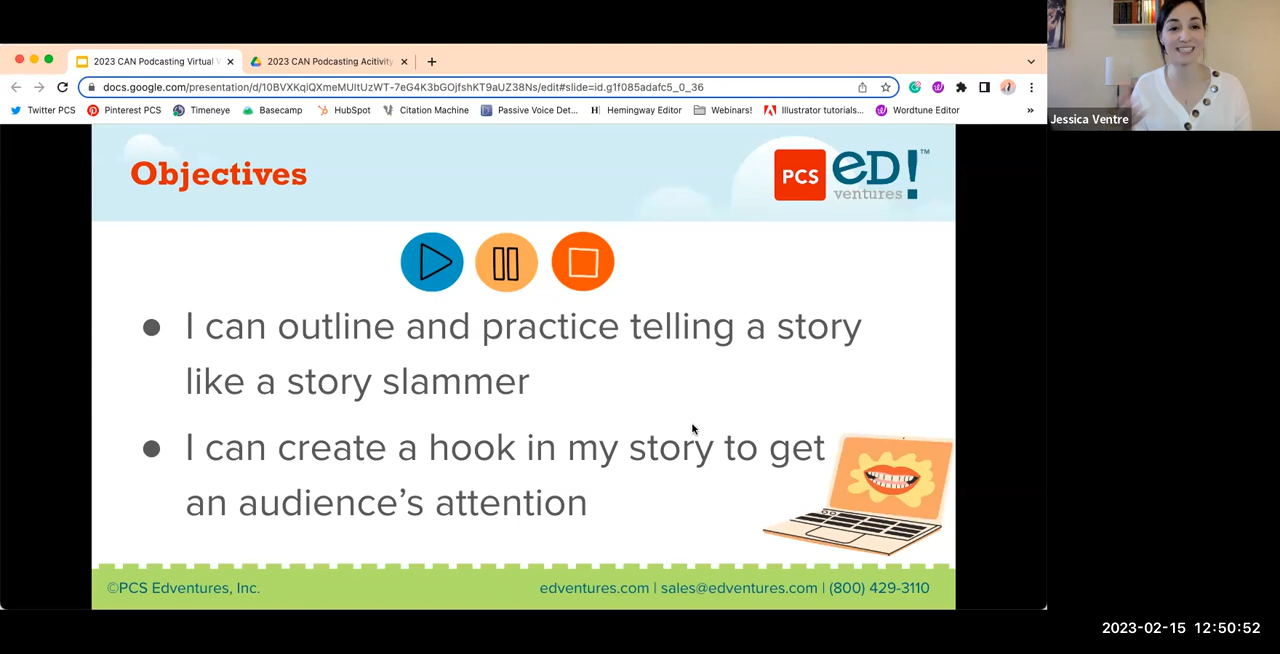 2023 CAN Podcasting Virtual
2023 CAN Podcasting Acitivity
docs.google.com/presentation/d/10BVXKqiQXmeMUltUzWT-7eG4K3bGOjfshKT9aUZ38Ns/edit#slide=id.g1f085adafc5_0_36
Twitter PCS Pinterest PCS Timeneye Basecamp HubSpot Citation Machine Passive Voice Det... Hemingway Editor Webinars! Illustrator tutorials... Wordtune Editor »
Jessica Ventre
Objectives
PCS ed!™
ventures
● I can outline and practice telling a story
like a story slammer
● I can create a hook in my story to get
an audience’s attention
©PCS Edventures, Inc. edventures.com | sales@edventures.com | (800) 429-3110
2023-02-15 12:50:52